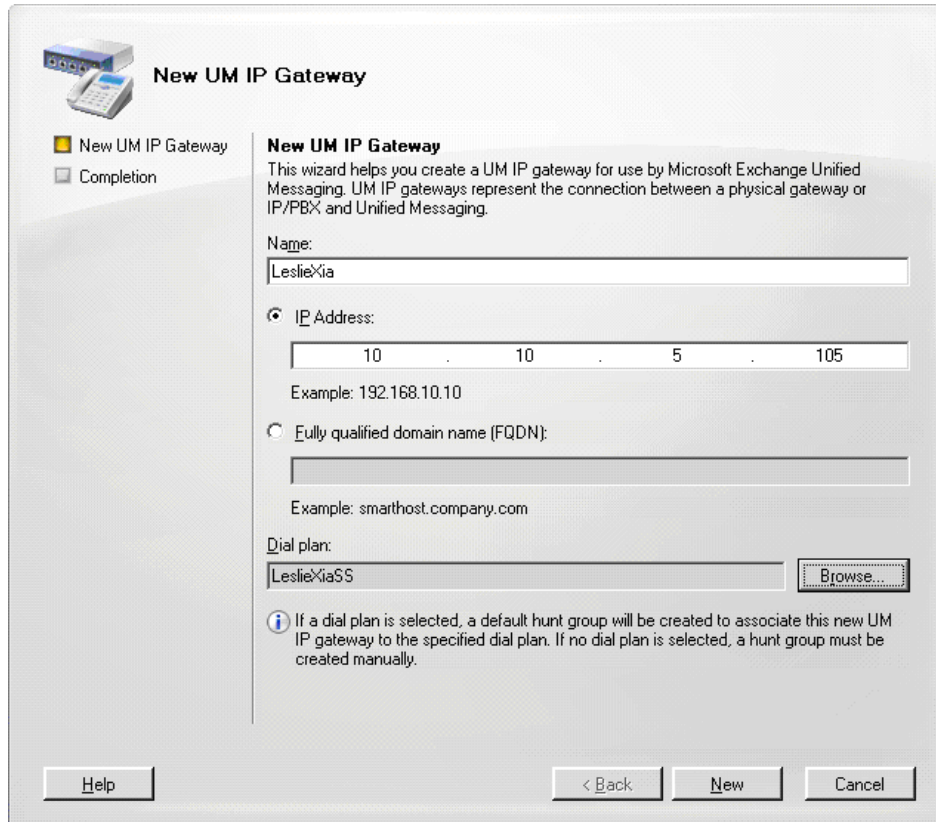 New UM IP Gateway
New UM IP Gateway
Completion
New UM IP Gateway
This wizard helps you create a UM IP gateway for use by Microsoft Exchange Unified
Messaging. UM IP gateways represent the connection between a physical gateway or
IP/PBX and Unified Messaging.
Name:
LeslieXia
IP Address:
10 . 10 . 5 . 105
Example: 192.168.10.10
Fully qualified domain name (FQDN):
Example: smarthost.company.com
Dial plan:
LeslieXiaSS
Browse...
If a dial plan is selected, a default hunt group will be created to associate this new UM
IP gateway to the specified dial plan. If no dial plan is selected, a hunt group must be
created manually.
Help
< Back
New
Cancel